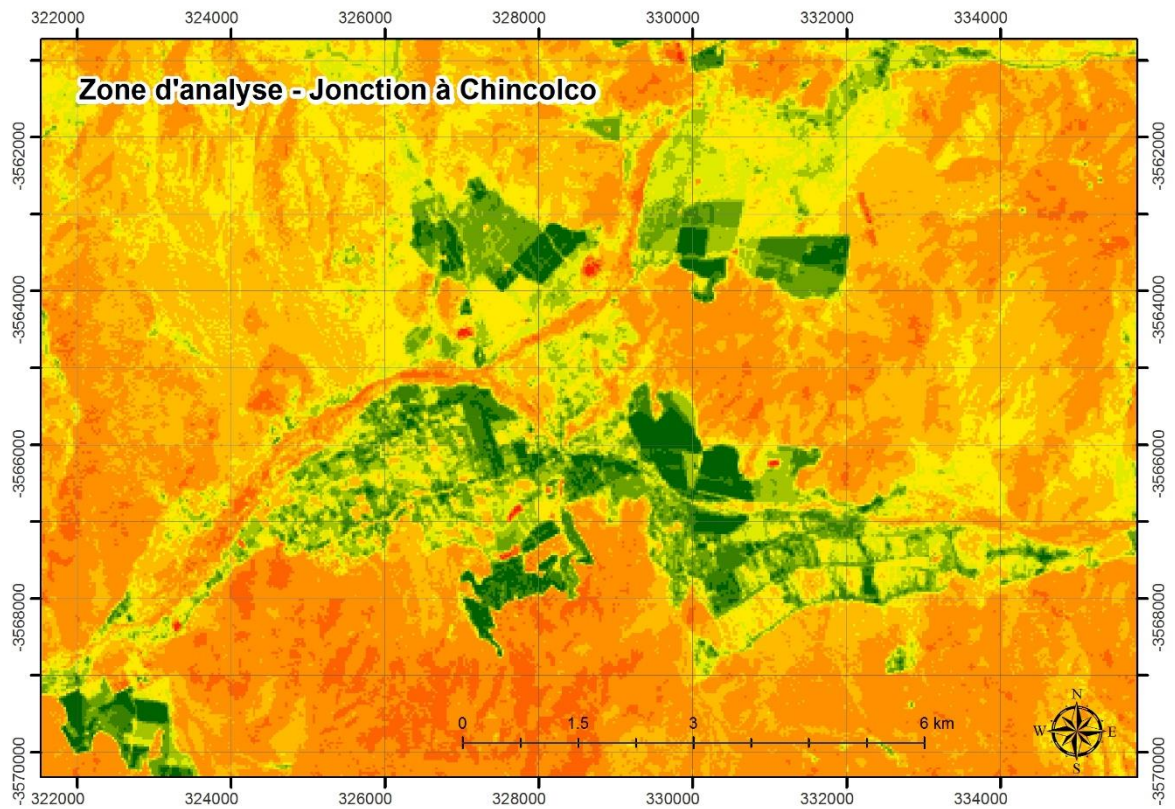 322000 324000 326000 328000 330000 332000 334000
Zone d'analyse - Jonction à Chincolco
-3562000 -3562000
-3564000 -3564000
-3566000 -3566000
-3568000 -3568000
-3570000 -3570000
0 1.5 3 6 km
N
W E
S
322000 324000 326000 328000 330000 332000 334000